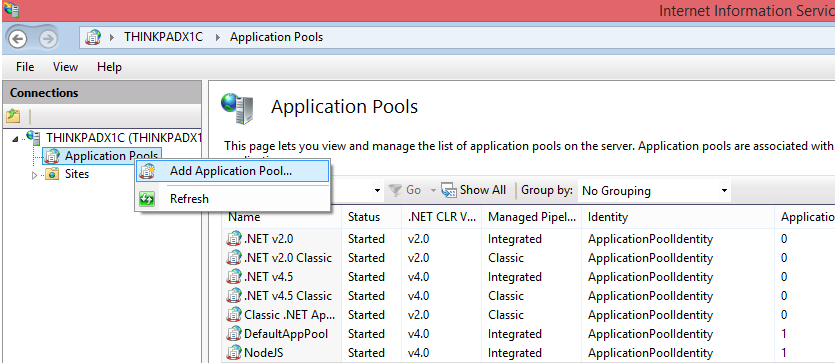 Internet Information Servic
THINKPADX1C Application Pools
File View Help
Connections
THINKPADX1C (THINKPADX1
Application Pools
Sites
Add Application Pool...
Refresh
Application Pools
This page lets you view and manage the list of application pools on the server. Application pools are associated with
Go Show All Group by: No Grouping
Name Status .NET CLR V... Managed Pipel... Identity Application
.NET v2.0 Started v2.0 Integrated ApplicationPoolIdentity 0
.NET v2.0 Classic Started v2.0 Classic ApplicationPoolIdentity 0
.NET v4.5 Started v4.0 Integrated ApplicationPoolIdentity 0
.NET v4.5 Classic Started v4.0 Classic ApplicationPoolIdentity 0
Classic .NET Ap... Started v2.0 Classic ApplicationPoolIdentity 0
DefaultAppPool Started v4.0 Integrated ApplicationPoolIdentity 1
NodeJS Started v4.0 Integrated ApplicationPoolIdentity 1